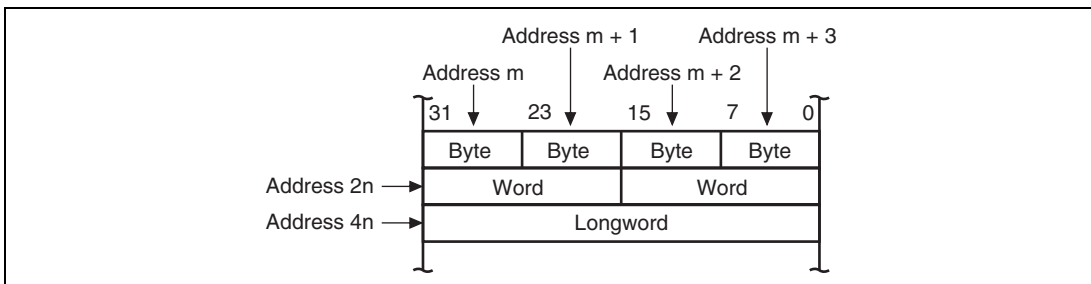 Address m + 1 Address m + 3
Address m Address m + 2
31 23 15 7 0
Byte Byte Byte Byte
Address 2n Word Word
Address 4n Longword